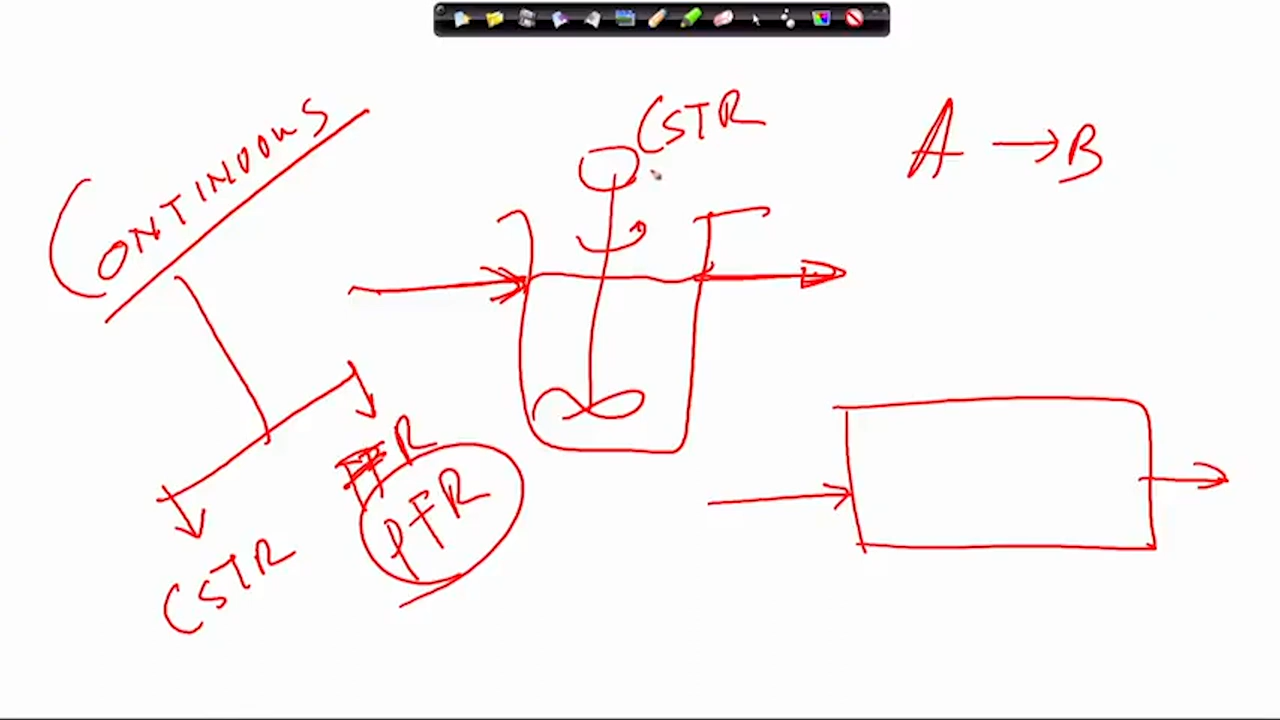 CONTINUOUS
CSTR
A → B
R
PFR
CSTR